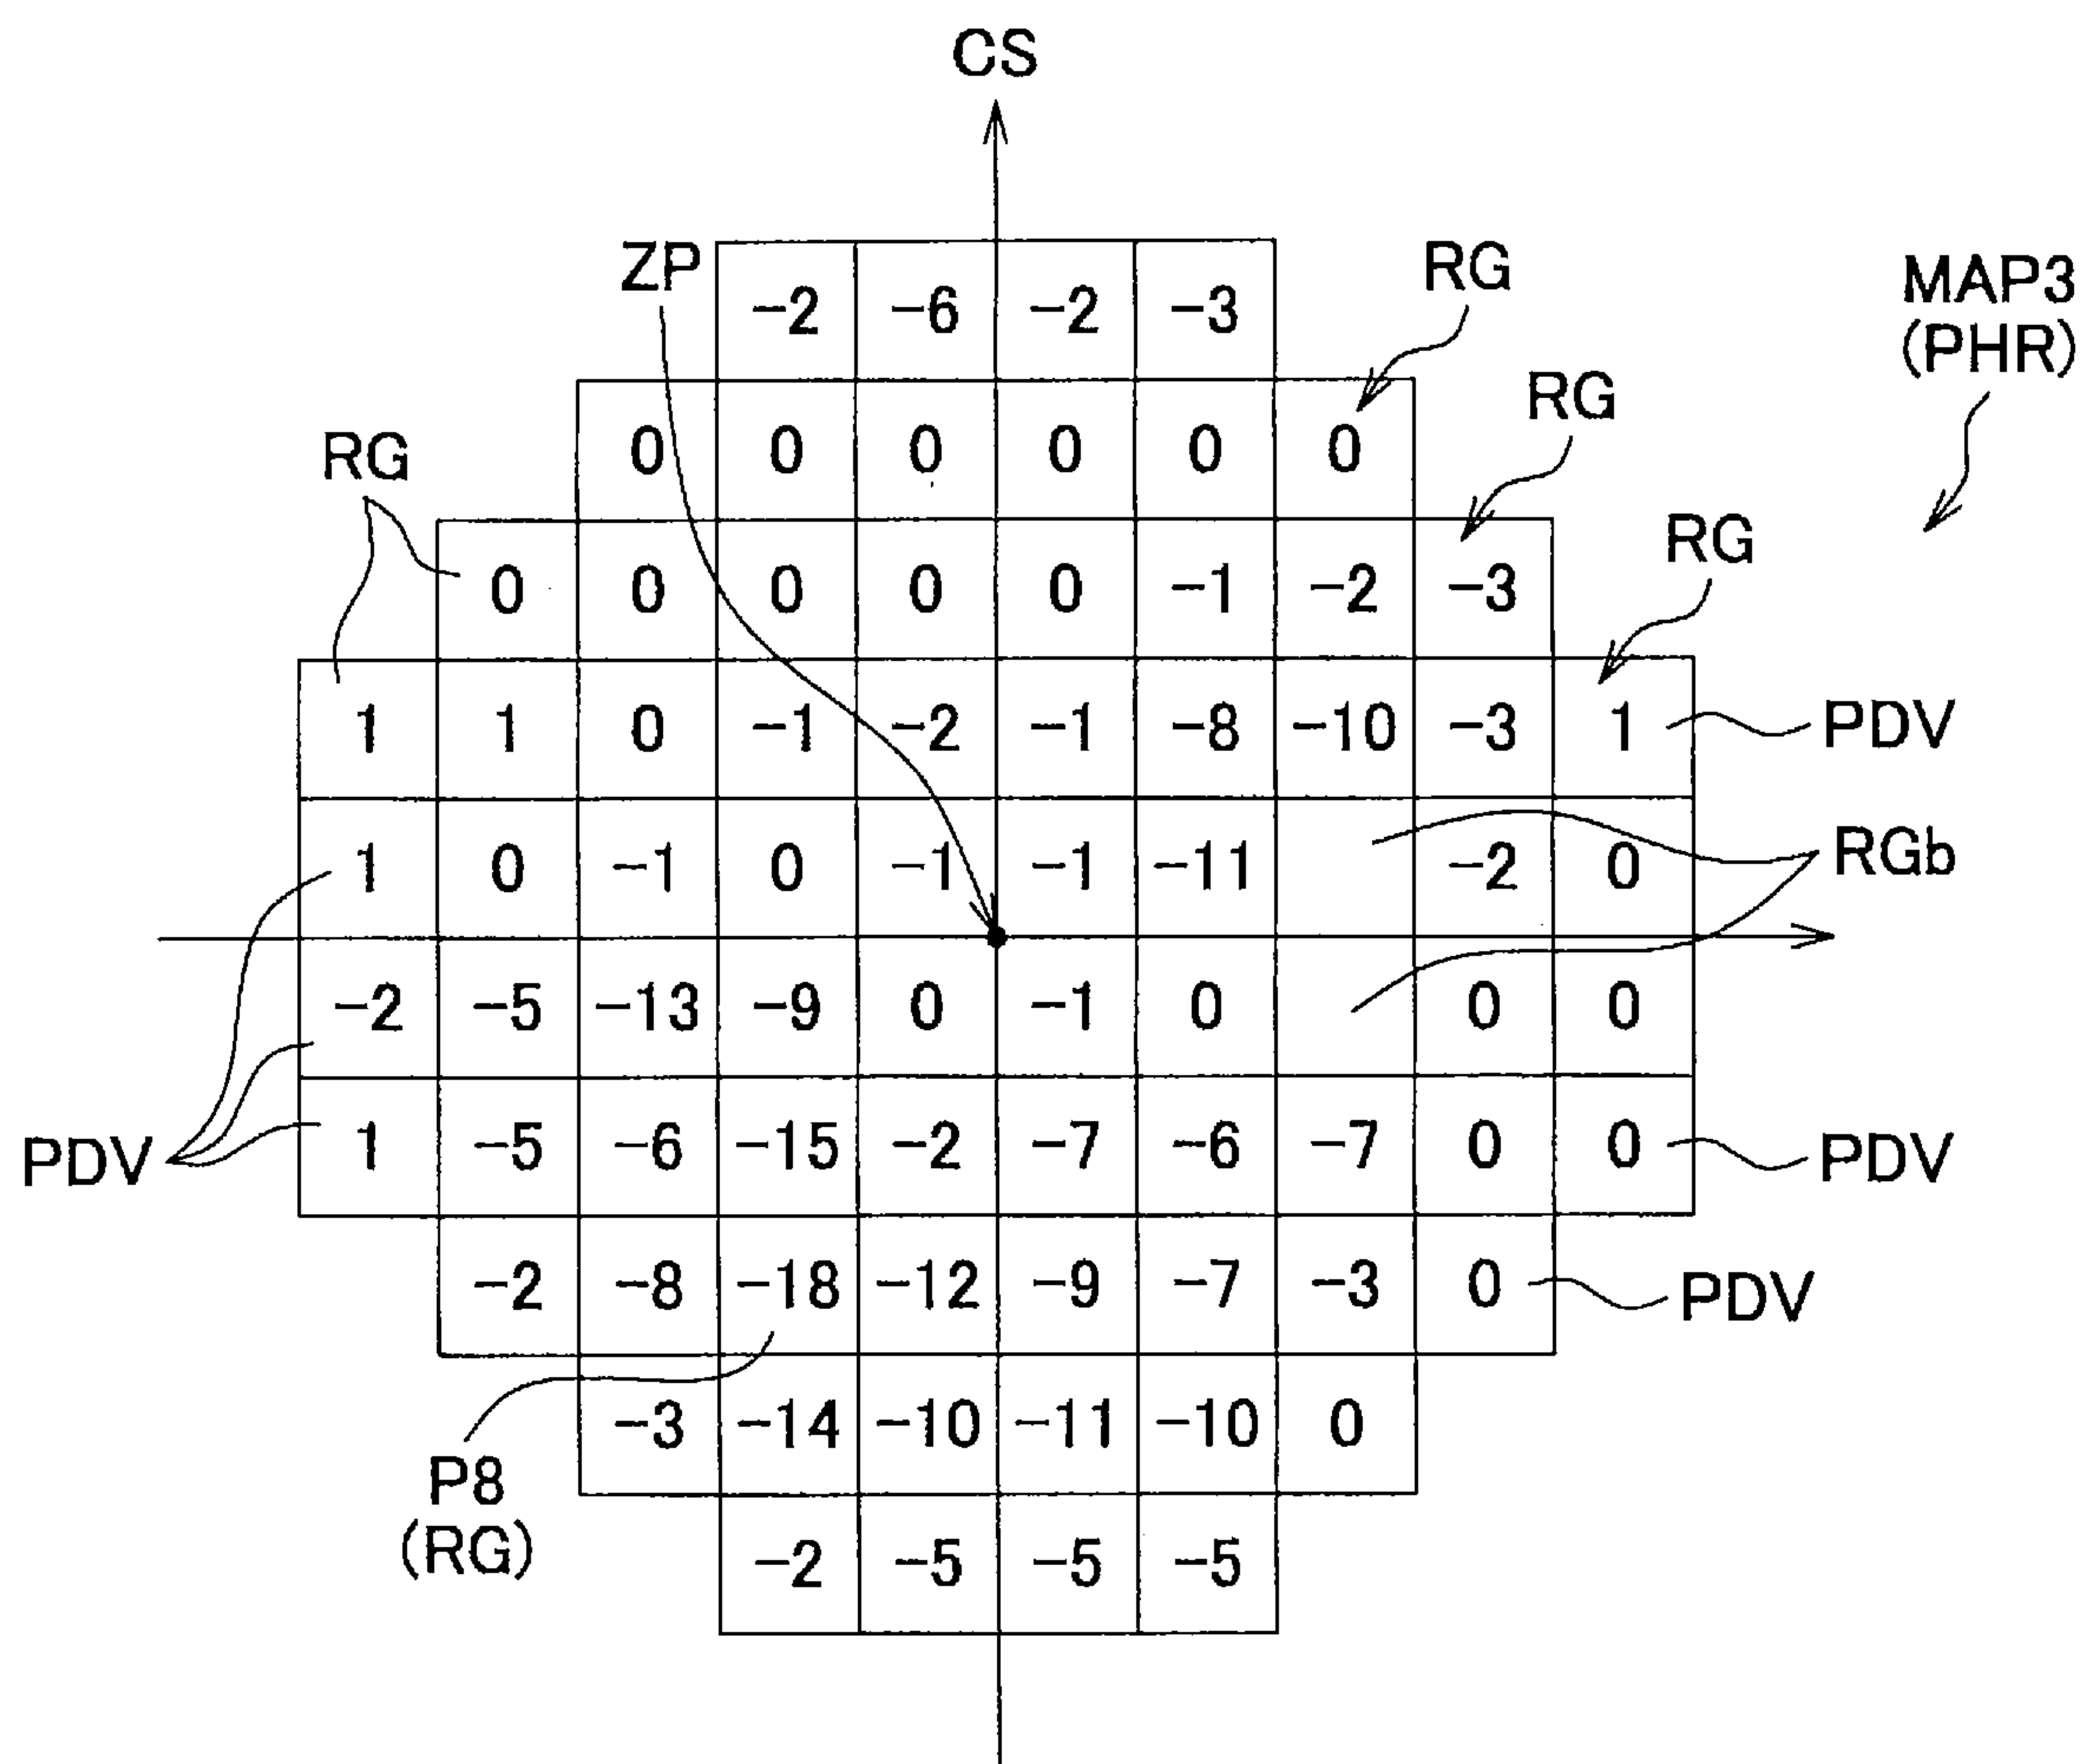 CS
ZP
RG
MAP3
(PHR)
-2 -6 -2 -3
RG
RG
0 0 0 0 0 0
RG
0 0 0 0 0 -1 -2 -3
1 1 0 -1 -2 -1 -8 -10 -3 1
PDV
1 0 -1 0 -1 -1 -11 -2 0
RGb
-2 -5 -13 -9 0 -1 0 0 0
PDV
1 -5 -6 -15 -2 -7 -6 -7 0 0
PDV
-2 -8 -18 -12 -9 -7 -3 0
PDV
-3 -14 -10 -11 -10 0
P8
(RG)
-2 -5 -5 -5